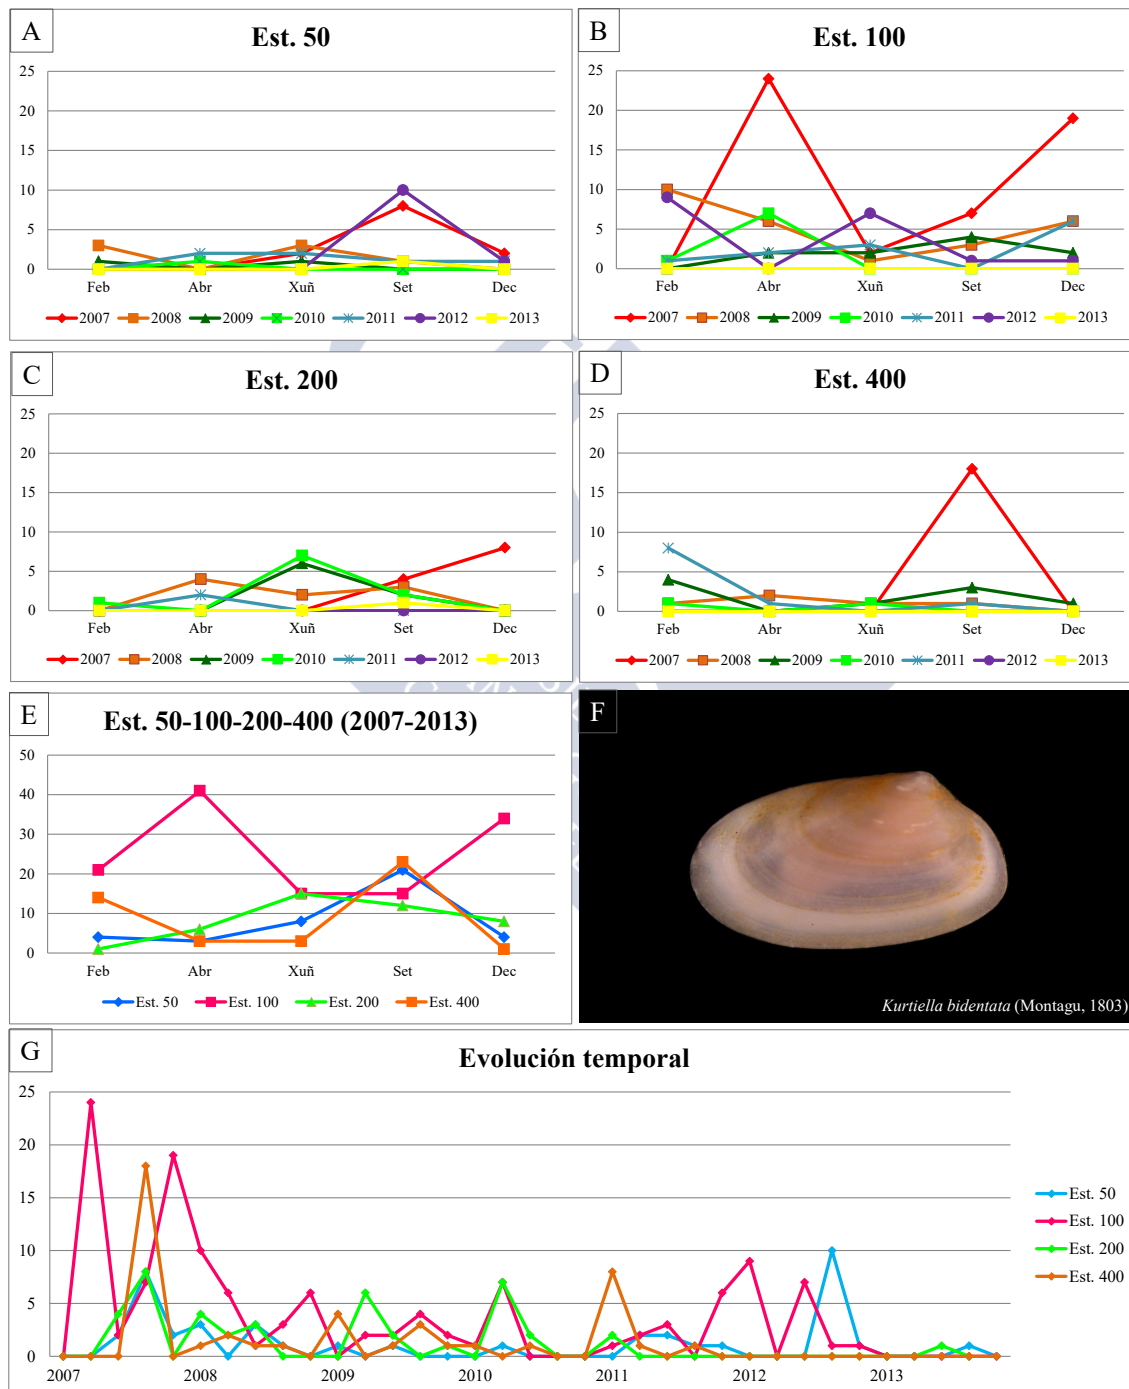 A
Est. 50
25
20
15
10
5
0
Feb Abr Xuñ Set Dec
2007 2008 2009 2010 2011 2012 2013
B
Est. 100
25
20
15
10
5
0
Feb Abr Xuñ Set Dec
2007 2008 2009 2010 2011 2012 2013
C
Est. 200
25
20
15
10
5
0
Feb Abr Xuñ Set Dec
2007 2008 2009 2010 2011 2012 2013
D
Est. 400
25
20
15
10
5
0
Feb Abr Xuñ Set Dec
2007 2008 2009 2010 2011 2012 2013
E
Est. 50-100-200-400 (2007-2013)
50
40
30
20
10
0
Feb Abr Xuñ Set Dec
Est. 50 Est. 100 Est. 200 Est. 400
F
Kurtiella bidentata (Montagu, 1803)
G
Evolución temporal
25
20
15
10
5
0
2007 2008 2009 2010 2011 2012 2013
Est. 50
Est. 100
Est. 200
Est. 400